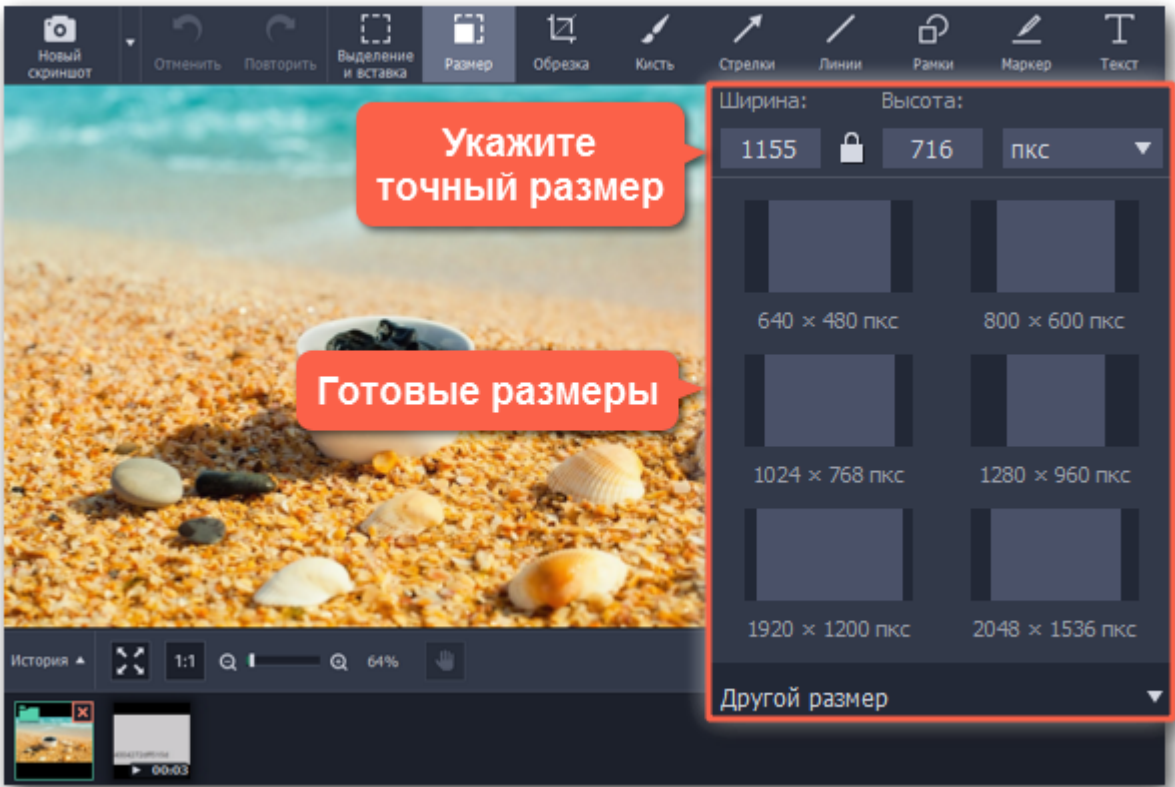 Новый
скриншот
Отменить
Повторить
Выделение
и вставка
Размер
Обрезка
Кисть
Стрелки
Линии
Рамки
Маркер
Текст
Укажите
точный размер
Ширина: Высота:
1155 716 пкс
640 × 480 пкс 800 × 600 пкс
Готовые размеры
1024 × 768 пкс 1280 × 960 пкс
1920 × 1200 пкс 2048 × 1536 пкс
Другой размер
История 1:1 64%
00:03